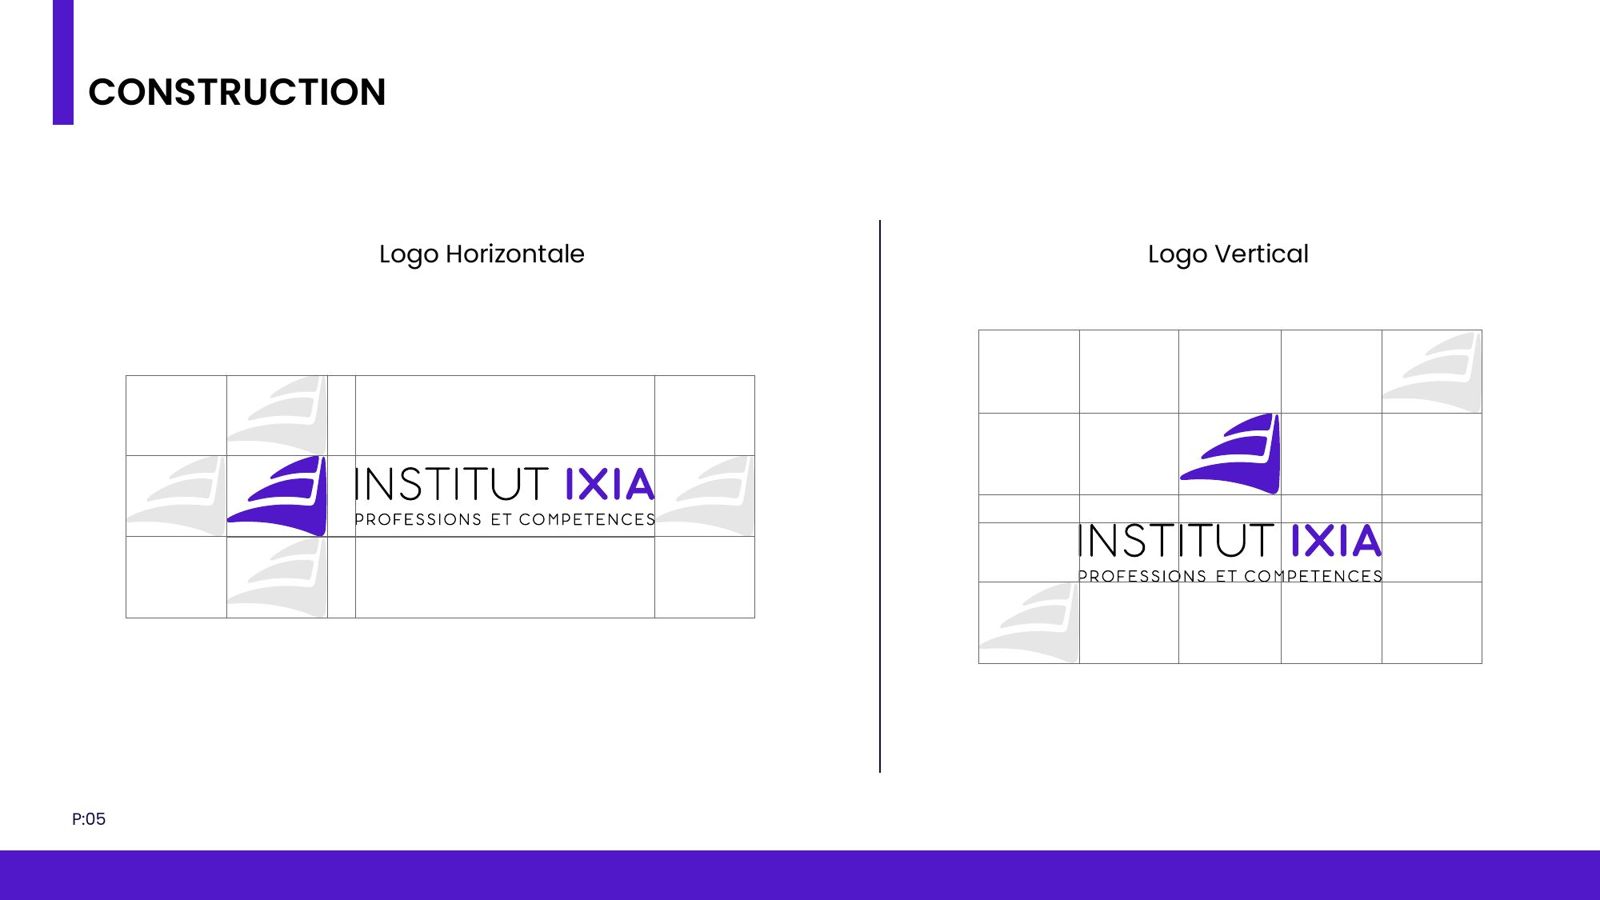 CONSTRUCTION
Logo Horizontale
INSTITUT IXIA
PROFESSIONS ET COMPETENCES
Logo Vertical
INSTITUT IXIA
PROFESSIONS ET COMPETENCES
P:05